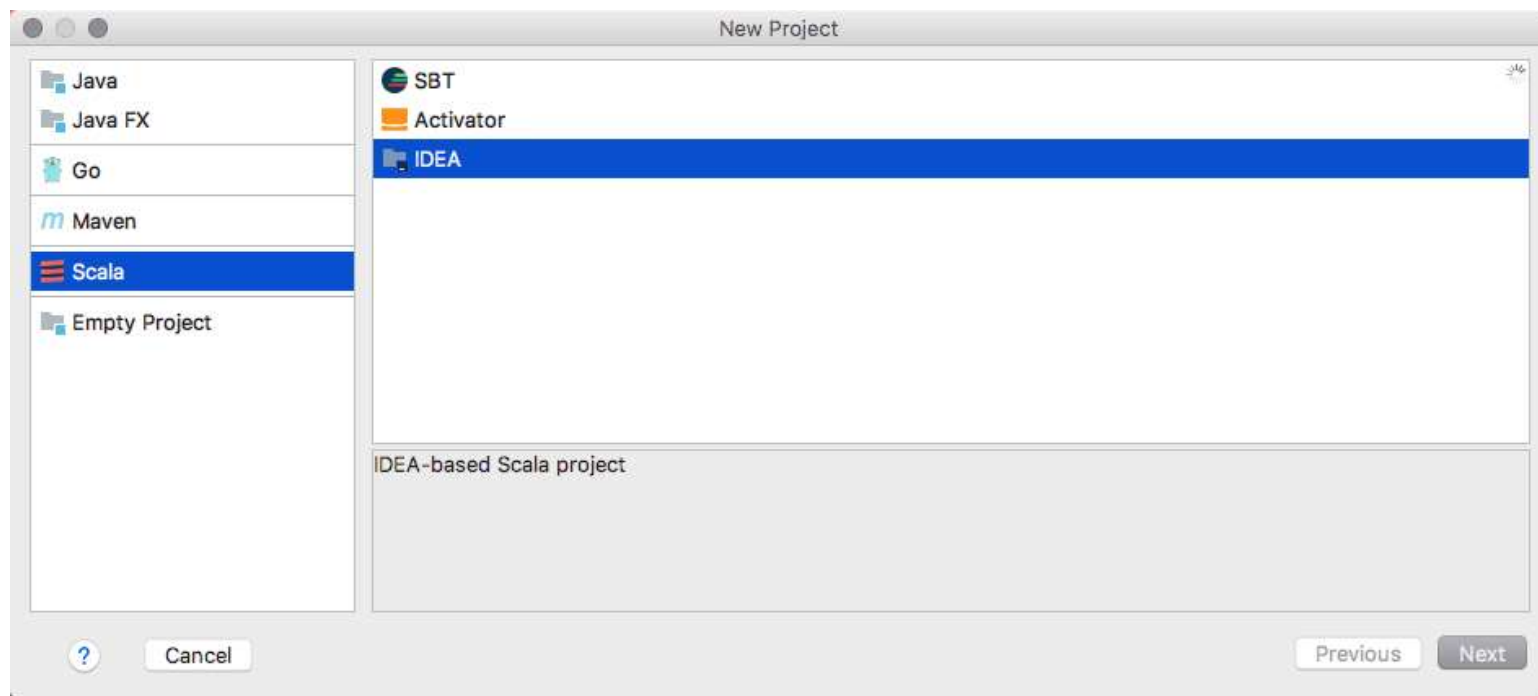 New Project
Java
Java FX
Go
Maven
Scala
Empty Project
SBT
Activator
IDEA
IDEA-based Scala project
?
Cancel
Previous
Next